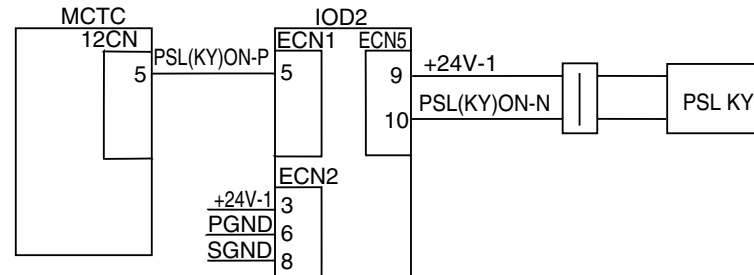 MCTC
IOD2
12CN
ECN1
ECN5
PSL(KY)ON-P
+24V-1
5
5
9
PSL(KY)ON-N
PSL KY
10
ECN2
+24V-1
3
PGND
6
SGND
8